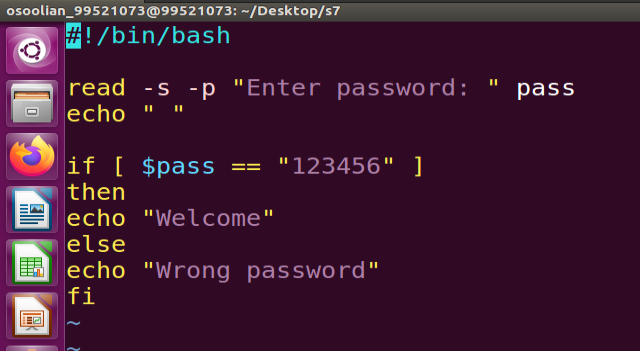 osoolian_99521073@99521073: ~/Desktop/s7
#!/bin/bash
read -s -p "Enter password: " pass
echo " "
if [ $pass == "123456" ]
then
echo "Welcome"
else
echo "Wrong password"
fi
~
~